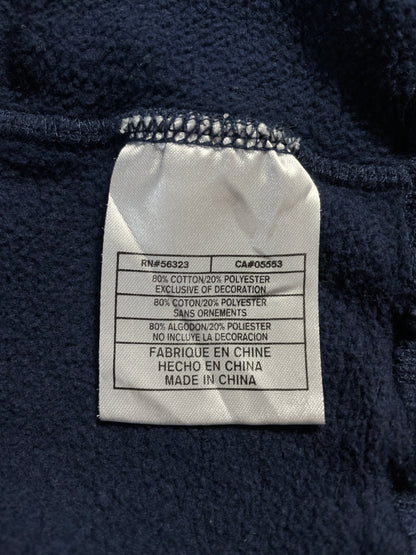 RN#56323 CA#05553
80% COTTON/20% POLYESTER
EXCLUSIVE OF DECORATION
80% COTON/20% POLYESTER
SANS ORNEMENTS
80% ALGODON/20% POLIESTER
NO INCLUYE LA DECORACION
FABRIQUE EN CHINE
HECHO EN CHINA
MADE IN CHINA